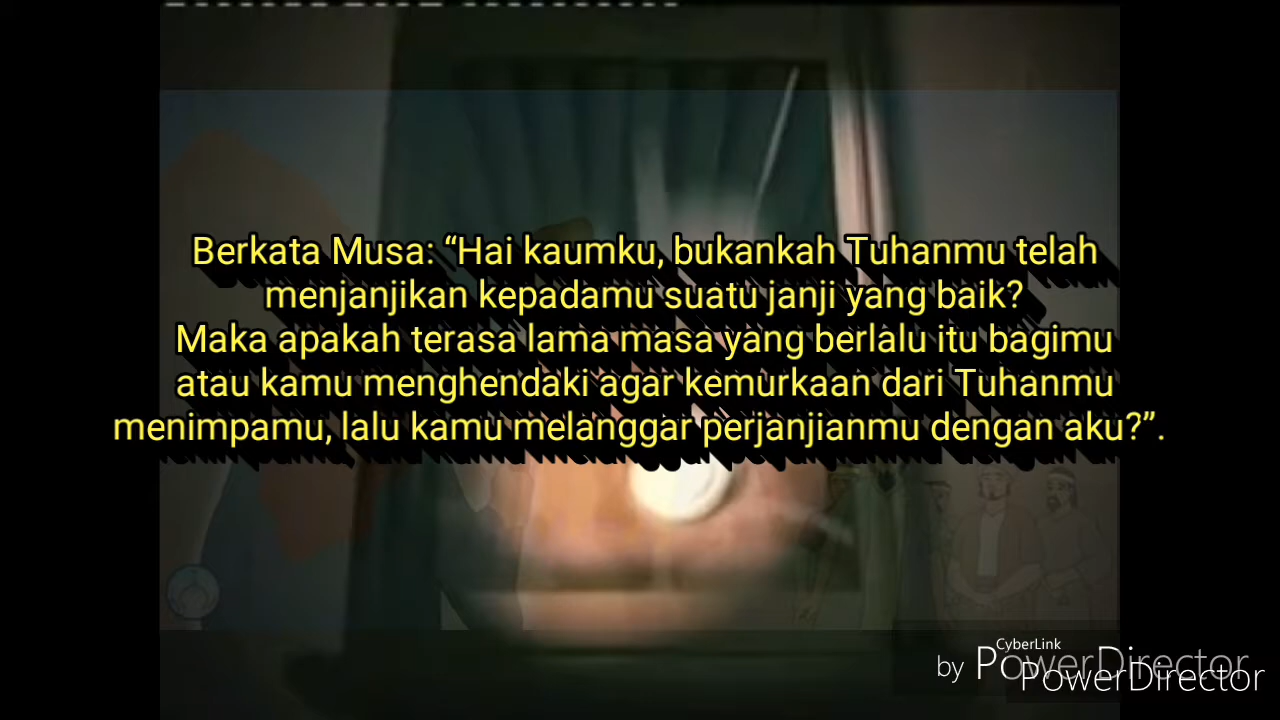 Berkata Musa: “Hai kaumku, bukankah Tuhanmu telah
menjanjikan kepadamu suatu janji yang baik?
Maka apakah terasa lama masa yang berlalu itu bagimu
atau kamu menghendaki agar kemurkaan dari Tuhanmu
menimpamu, lalu kamu melanggar perjanjianmu dengan aku?”.
CyberLink
by PowerDirector
PowerDirector